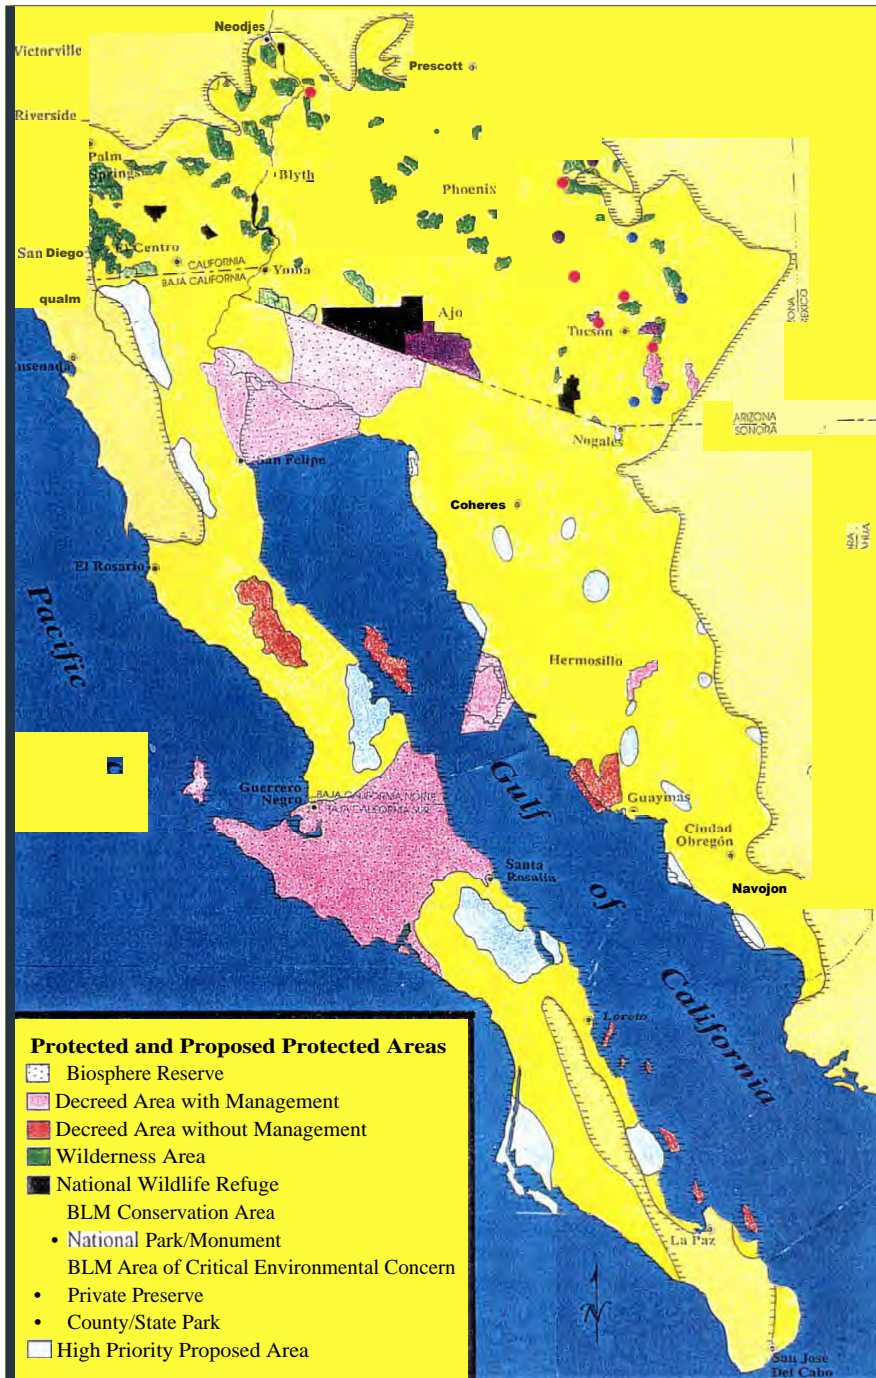 Neodjes
Victorville
Prescott
Riverside
Palm
Springs
Blyth
Phoenix
a
San Diego
El Centro
CALIFORNIA
BAJA CALIFORNIA
Ynma
qualm
Ajo
Tucson
MEXICO
Ensenada
ARIZONA
SONORA
Nogales
San Felipe
Coheres
El Rosario
Pacific
Hermosillo
Guerrero
Negro
BAJA CALIFORNIA NORTE
BAJA CALIFORNIA SUR
Gulf
of
California
Guaymas
Ciudad
Obregón
Santa
Rosalia
Navojon
Loreto
La Paz
N
San Jose
Del Cabo
Protected and Proposed Protected Areas
Biosphere Reserve
Decreed Area with Management
Decreed Area without Management
Wilderness Area
National Wildlife Refuge
BLM Conservation Area
• National Park/Monument
BLM Area of Critical Environmental Concern
• Private Preserve
• County/State Park
High Priority Proposed Area